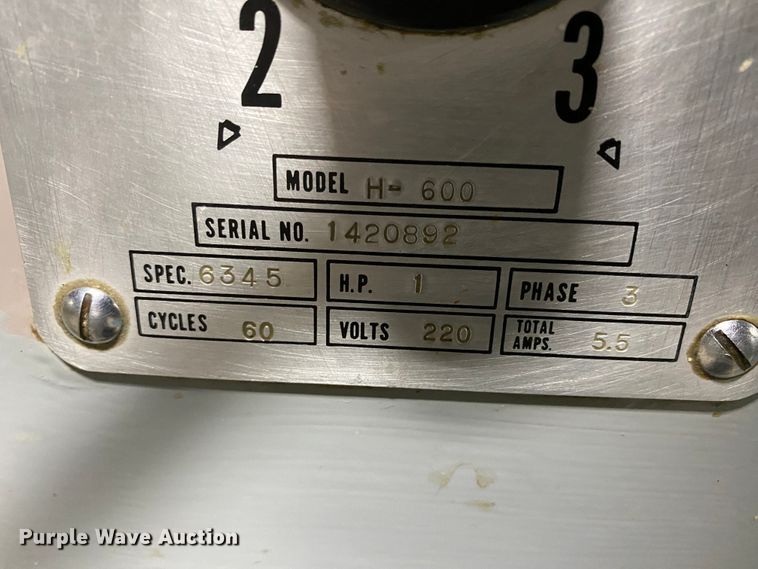 2 3
MODEL H-600
SERIAL NO. 1420892
SPEC. 6345 H.P. 1 PHASE 3
CYCLES 60 VOLTS 220 TOTAL AMPS. 5.5
Purple Wave Auction